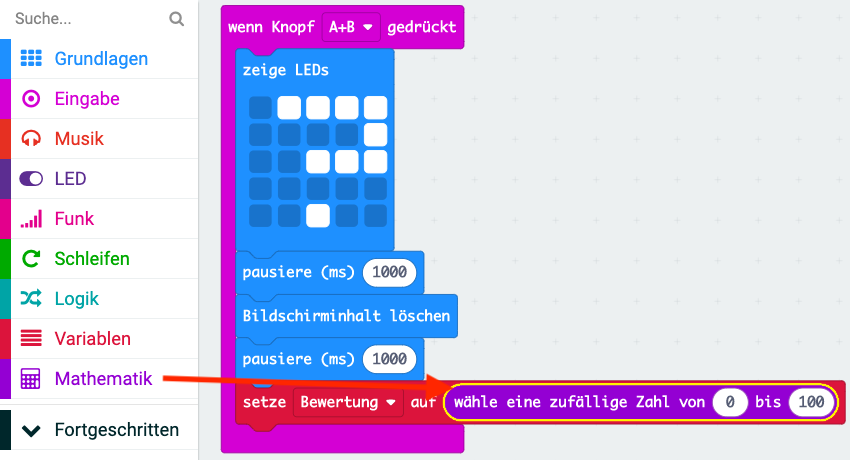 Suche...
Grundlagen
Eingabe
Musik
LED
Funk
Schleifen
Logik
Variablen
Mathematik
Fortgeschritten
wenn Knopf A+B gedrückt
zeige LEDs
pausiere (ms) 1000
Bildschirminhalt löschen
pausiere (ms) 1000
setze Bewertung auf wähle eine zufällige Zahl von 0 bis 100